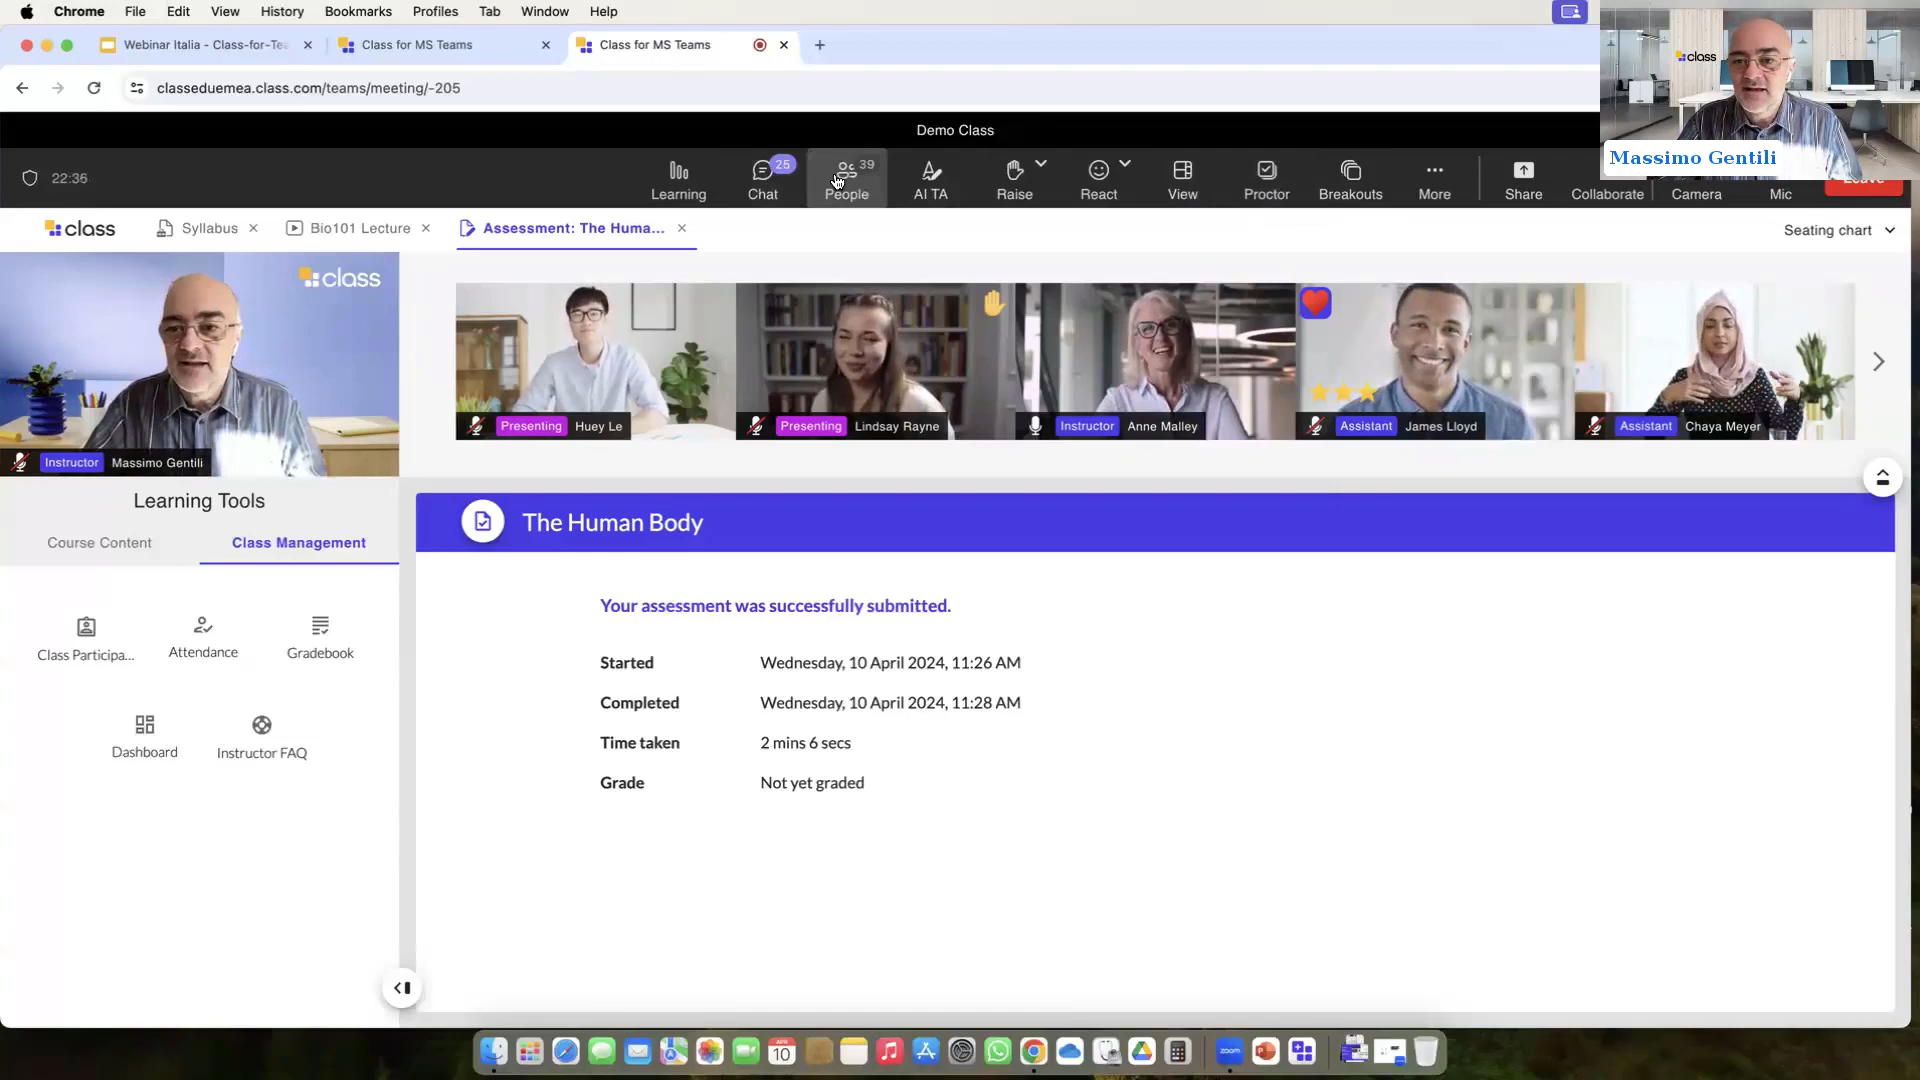 Chrome File Edit View History Bookmarks Profiles Tab Window Help
Webinar Italia - Class-for-Tea
Class for MS Teams
Class for MS Teams
classeduemea.class.com/teams/meeting/-205
class
Massimo Gentili
Demo Class
22:36
Learning
Chat 25
People 39
AI TA
Raise
React
View
Proctor
Breakouts
More
Share
Collaborate
Camera
Mic
Leave
class
Syllabus
Bio101 Lecture
Assessment: The Huma...
Seating chart
class
Instructor Massimo Gentili
Presenting Huey Le
Presenting Lindsay Rayne
Instructor Anne Malley
Assistant James Lloyd
Assistant Chaya Meyer
Learning Tools
Course Content Class Management
Class Participa...
Attendance
Gradebook
Dashboard
Instructor FAQ
The Human Body
Your assessment was successfully submitted.
Started Wednesday, 10 April 2024, 11:26 AM
Completed Wednesday, 10 April 2024, 11:28 AM
Time taken 2 mins 6 secs
Grade Not yet graded
APR
10
zoom